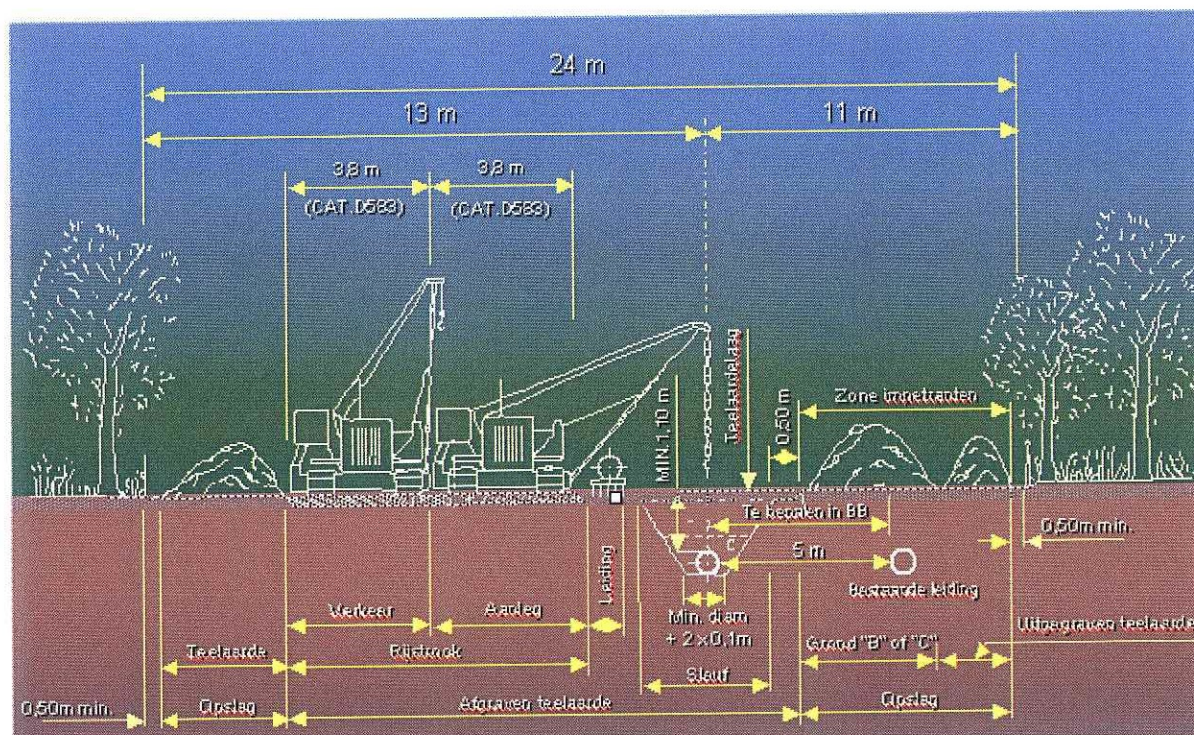 24 m
13 m
11 m
3,8 m
(CAT.D583)
3,8 m
(CAT.D583)
MIN 1.10 m
Teelaardelaag
0,50 m
Zone innetranden
Te bepalen in BB
0,50m min.
5 m
Leiding
Bestaande leiding
Verkeer
Aanleg
Min. diam
+ 2 x 0,1m
Uitgegraven teelaarde
Teelaarde
Rijstrook
Grond "B" of "C"
Sleuf
0,50m min.
Opslag
Afgraven teelaarde
Opslag